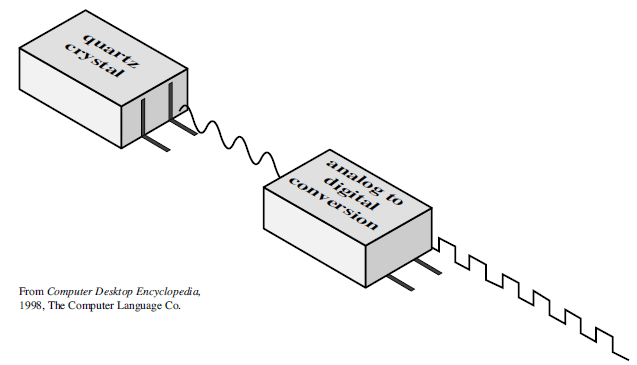 quartz
crystal
analog to
digital
conversion
From Computer Desktop Encyclopedia,
1998, The Computer Language Co.